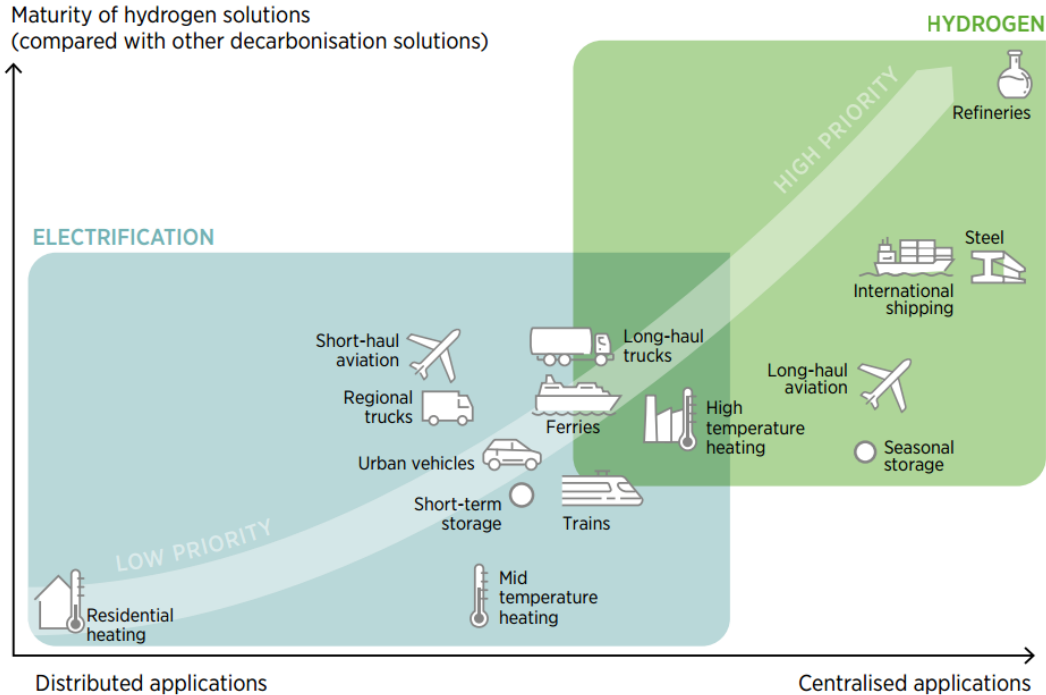 Maturity of hydrogen solutions
(compared with other decarbonisation solutions)
HYDROGEN
HIGH PRIORITY
Refineries
ELECTRIFICATION
Steel
International
shipping
Short-haul
aviation
Long-haul
trucks
Long-haul
aviation
Regional
trucks
Ferries
High
temperature
heating
Urban vehicles
Seasonal
storage
Short-term
storage
Trains
LOW PRIORITY
Mid
temperature
heating
Residential
heating
Distributed applications
Centralised applications